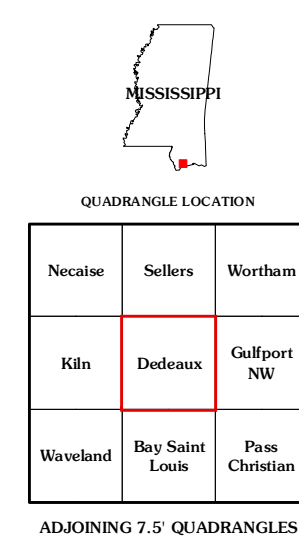 MISSISSIPPI
QUADRANGLE LOCATION
Necaise
Sellers
Wortham
Kiln
Dedeaux
Gulfport
NW
Waveland
Bay Saint
Louis
Pass
Christian
ADJOINING 7.5' QUADRANGLES